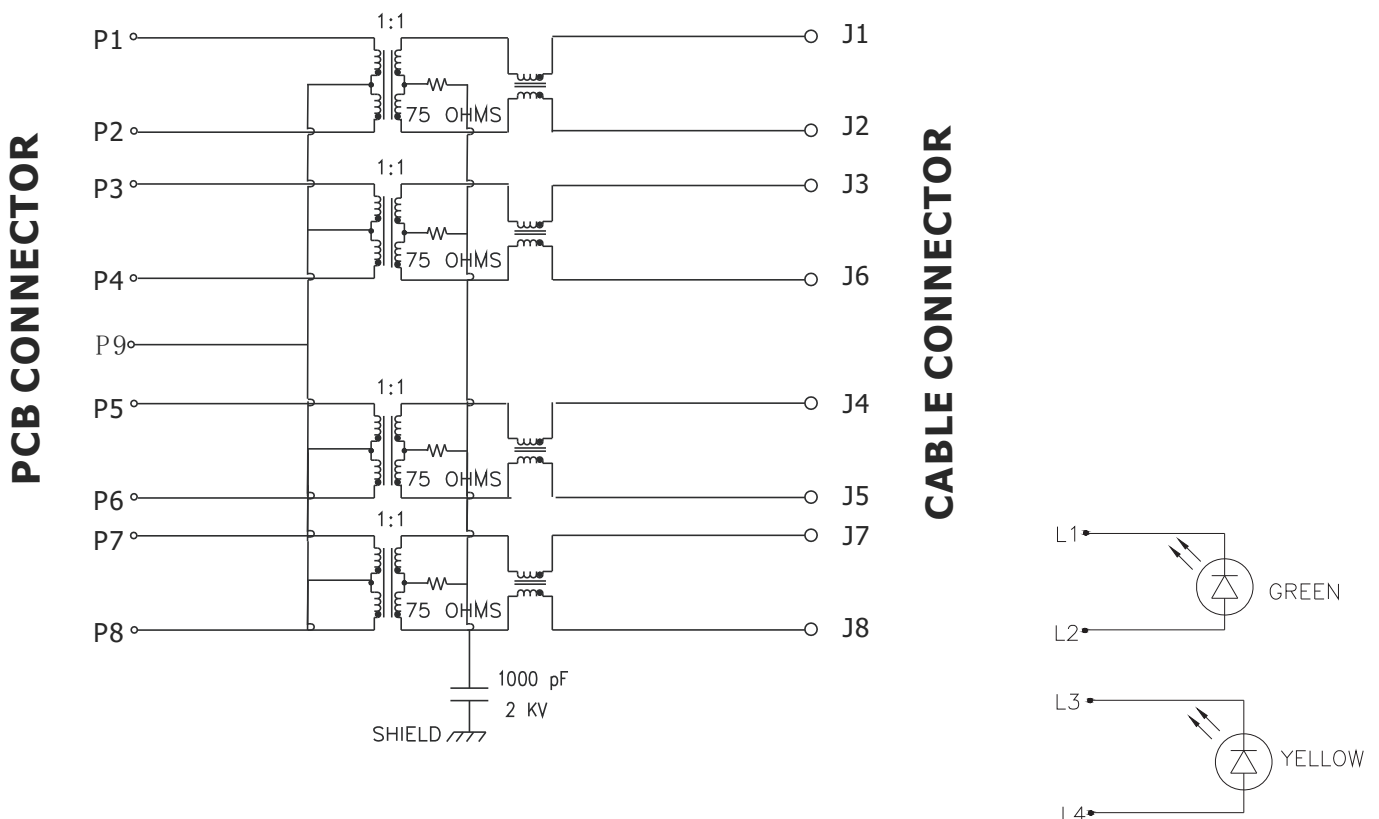 PCB CONNECTOR
P1
1:1
J1
75 OHMS
P2
J2
P3
1:1
J3
75 OHMS
P4
J6
P9
P5
1:1
J4
75 OHMS
P6
J5
P7
1:1
J7
75 OHMS
P8
J8
1000 pF
2 KV
SHIELD
CABLE CONNECTOR
L1
GREEN
L2
L3
YELLOW
L4